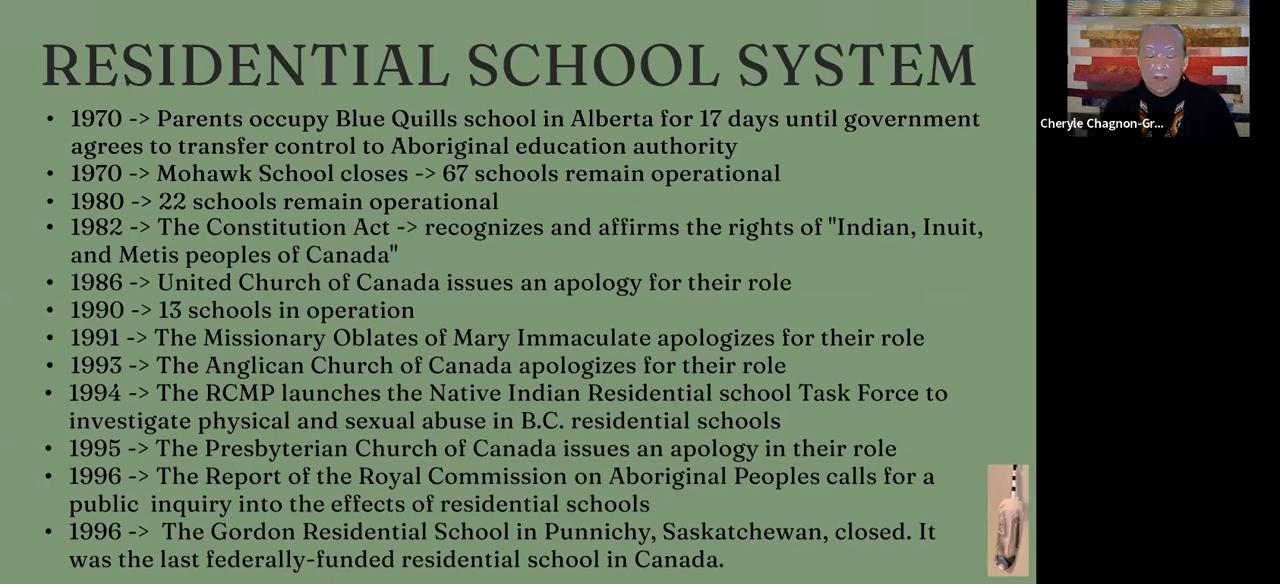 RESIDENTIAL SCHOOL SYSTEM
• 1970 -> Parents occupy Blue Quills school in Alberta for 17 days until government
agrees to transfer control to Aboriginal education authority
• 1970 -> Mohawk School closes -> 67 schools remain operational
• 1980 -> 22 schools remain operational
• 1982 -> The Constitution Act -> recognizes and affirms the rights of "Indian, Inuit,
and Metis peoples of Canada"
• 1986 -> United Church of Canada issues an apology for their role
• 1990 -> 13 schools in operation
• 1991 -> The Missionary Oblates of Mary Immaculate apologizes for their role
• 1993 -> The Anglican Church of Canada apologizes for their role
• 1994 -> The RCMP launches the Native Indian Residential school Task Force to
investigate physical and sexual abuse in B.C. residential schools
• 1995 -> The Presbyterian Church of Canada issues an apology in their role
• 1996 -> The Report of the Royal Commission on Aboriginal Peoples calls for a
public  inquiry into the effects of residential schools
• 1996 ->  The Gordon Residential School in Punnichy, Saskatchewan, closed. It
was the last federally-funded residential school in Canada.
Cheryle Chagnon-Gr...